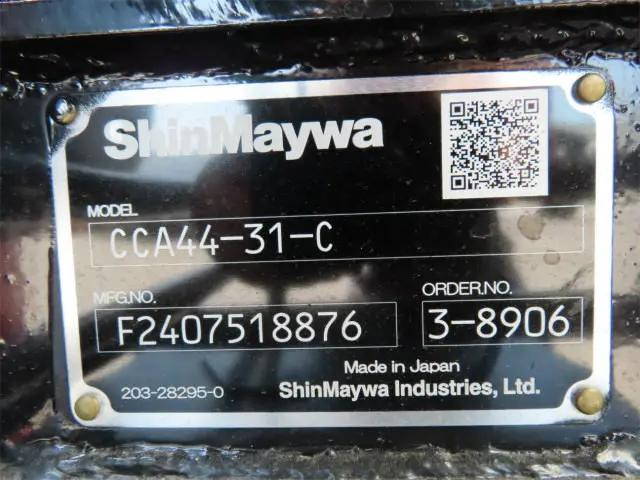 ShinMaywa
MODEL
CCA44-31-C
MFG.NO.
ORDER.NO.
F2407518876
3-8906
Made in Japan
203-28295-0
ShinMaywa Industries, Ltd.